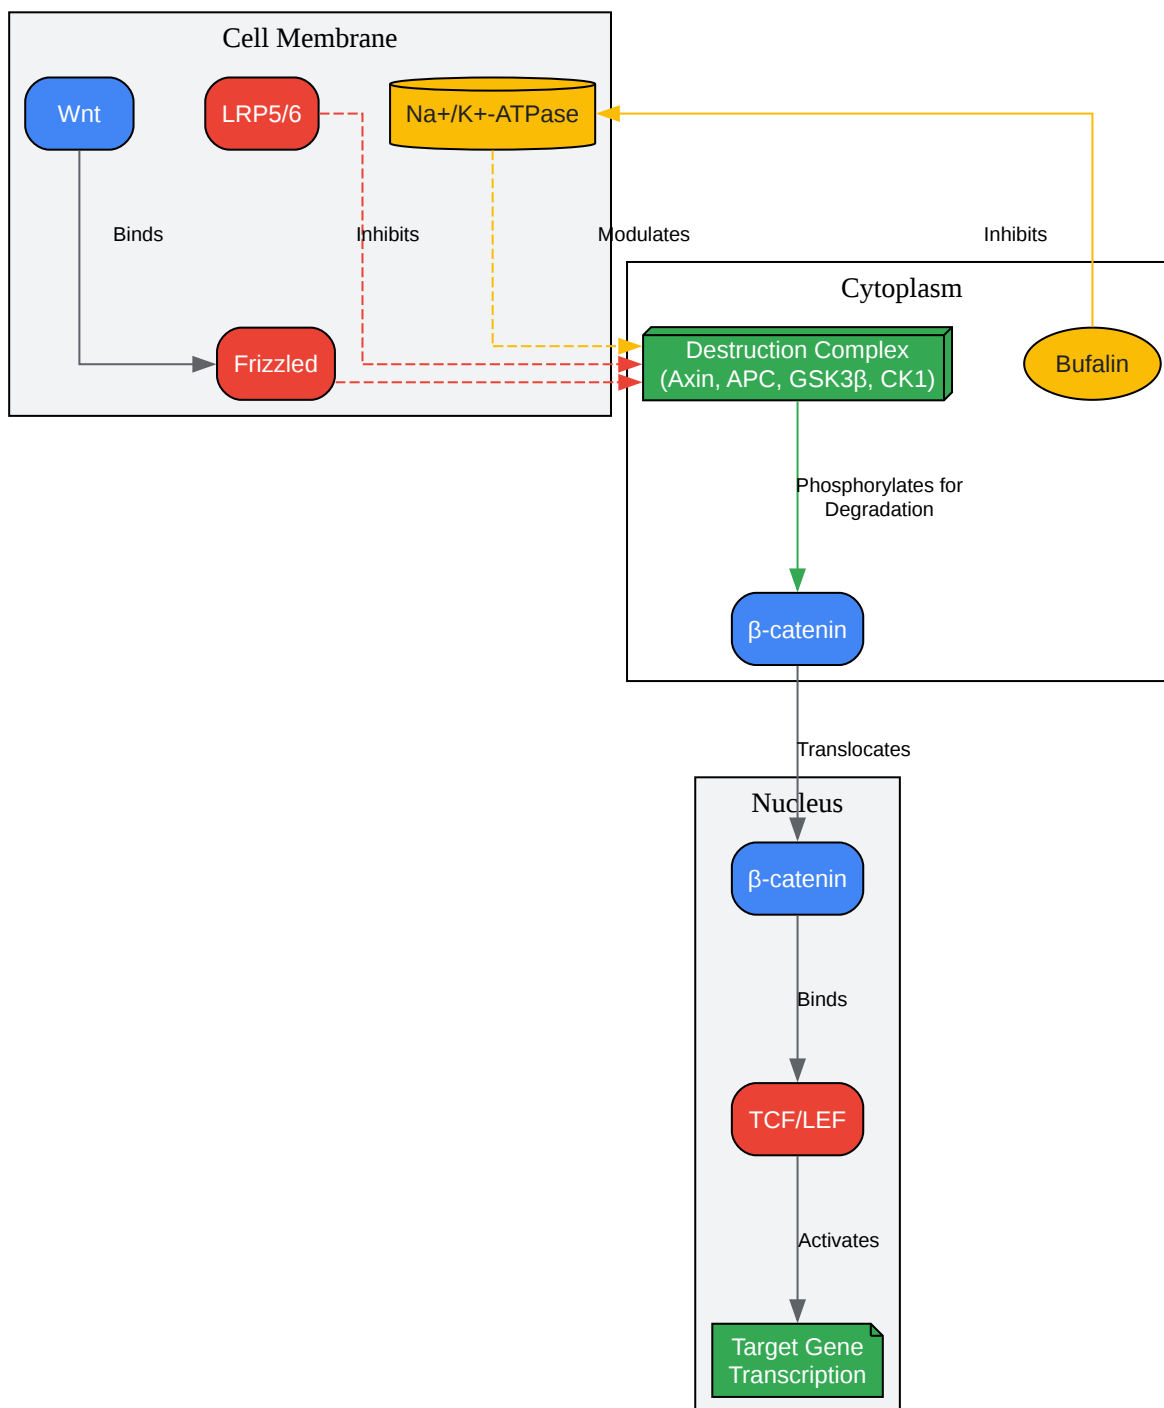 Cell Membrane
Wnt
LRP5/6
Na+/K+-ATPase
Binds
Inhibits
Modulates
Inhibits
Cytoplasm
Frizzled
Destruction Complex
(Axin, APC, GSK3β, CK1)
Bufalin
Phosphorylates for
Degradation
β-catenin
Translocates
Nucleus
β-catenin
Binds
TCF/LEF
Activates
Target Gene
Transcription